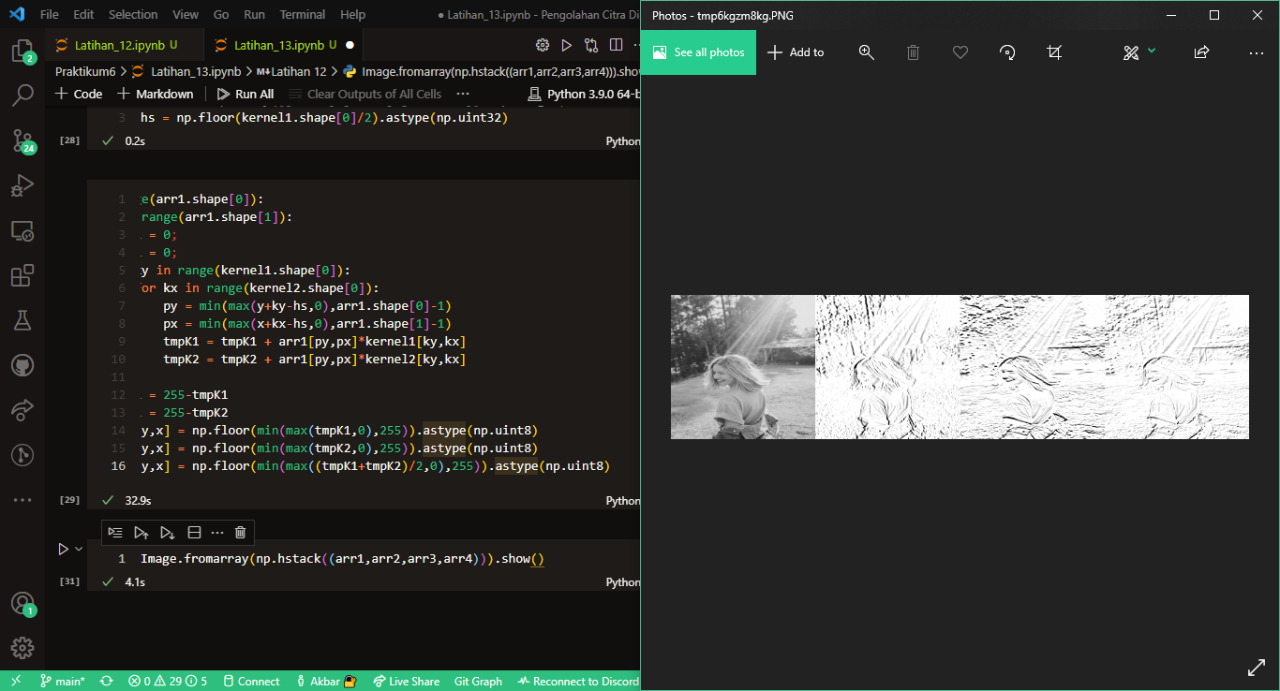 File Edit Selection View Go Run Terminal Help
● Latihan_13.ipynb - Pengolahan Citra Di
Latihan_12.ipynb U
Latihan_13.ipynb U ●
Praktikum6 > Latihan_13.ipynb > M↓Latihan 12 > Image.fromarray(np.hstack((arr1,arr2,arr3,arr4))).show
+ Code + Markdown Run All Clear Outputs of All Cells ··· Python 3.9.0 64-b
3 hs = np.floor(kernel1.shape[0]/2).astype(np.uint32)
[28] ✓ 0.2s Python
1 e(arr1.shape[0]):
2 range(arr1.shape[1]):
3 = 0;
4 = 0;
5 y in range(kernel1.shape[0]):
6 or kx in range(kernel2.shape[0]):
7 py = min(max(y+ky-hs,0),arr1.shape[0]-1)
8 px = min(max(x+kx-hs,0),arr1.shape[1]-1)
9 tmpK1 = tmpK1 + arr1[py,px]*kernel1[ky,kx]
10 tmpK2 = tmpK2 + arr1[py,px]*kernel2[ky,kx]
11
12 = 255-tmpK1
13 = 255-tmpK2
14 y,x] = np.floor(min(max(tmpK1,0),255)).astype(np.uint8)
15 y,x] = np.floor(min(max(tmpK2,0),255)).astype(np.uint8)
16 y,x] = np.floor(min(max((tmpK1+tmpK2)/2,0),255)).astype(np.uint8)
[29] ✓ 32.9s Python
1 Image.fromarray(np.hstack((arr1,arr2,arr3,arr4))).show()
[31] ✓ 4.1s Python
2
24
1
main* 0 29 5 Connect Akbar Live Share Git Graph Reconnect to Discord
Photos - tmp6kgzm8kg.PNG
See all photos + Add to